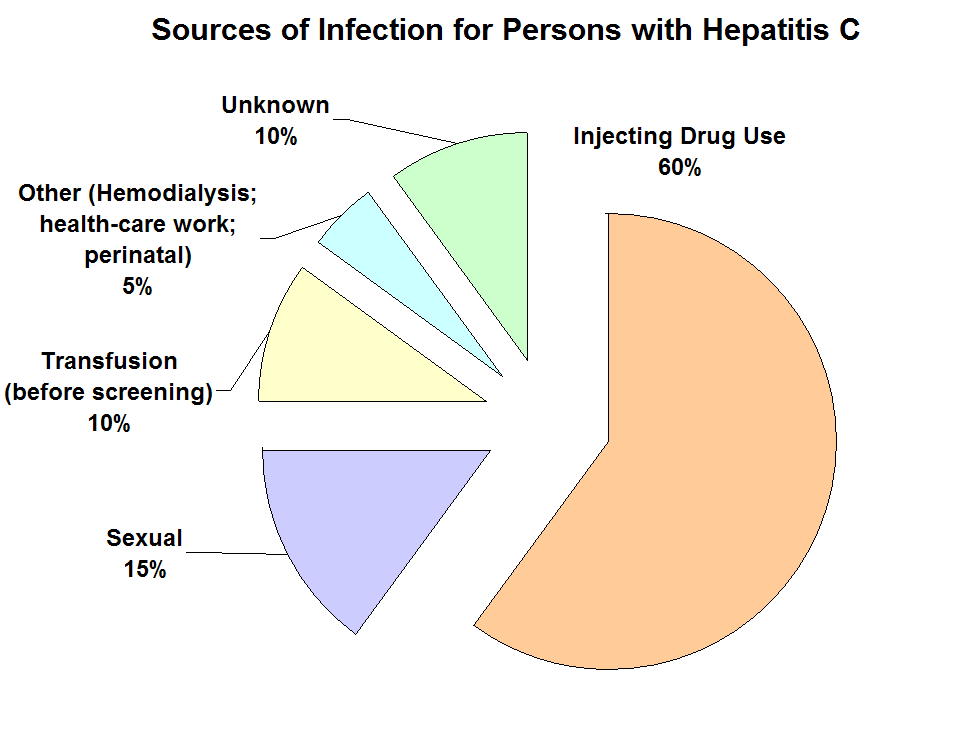 Sources of Infection for Persons with Hepatitis C
Unknown
10%
Injecting Drug Use
60%
Other (Hemodialysis;
health-care work;
perinatal)
5%
Transfusion
(before screening)
10%
Sexual
15%